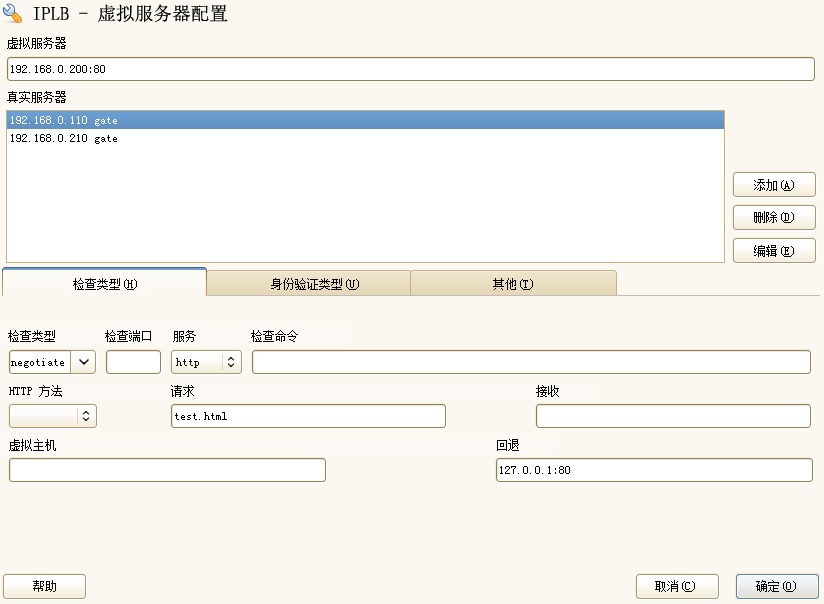 IPLB - 虚拟服务器配置
虚拟服务器
192.168.0.200:80
真实服务器
192.168.0.110 gate
192.168.0.210 gate
添加(A)
删除(D)
编辑(E)
检查类型(H) 身份验证类型(U) 其他(T)
检查类型 检查端口 服务 检查命令
negotiate http
HTTP 方法 请求 接收
test.html
虚拟主机 回退
127.0.0.1:80
帮助 取消(C) 确定(O)